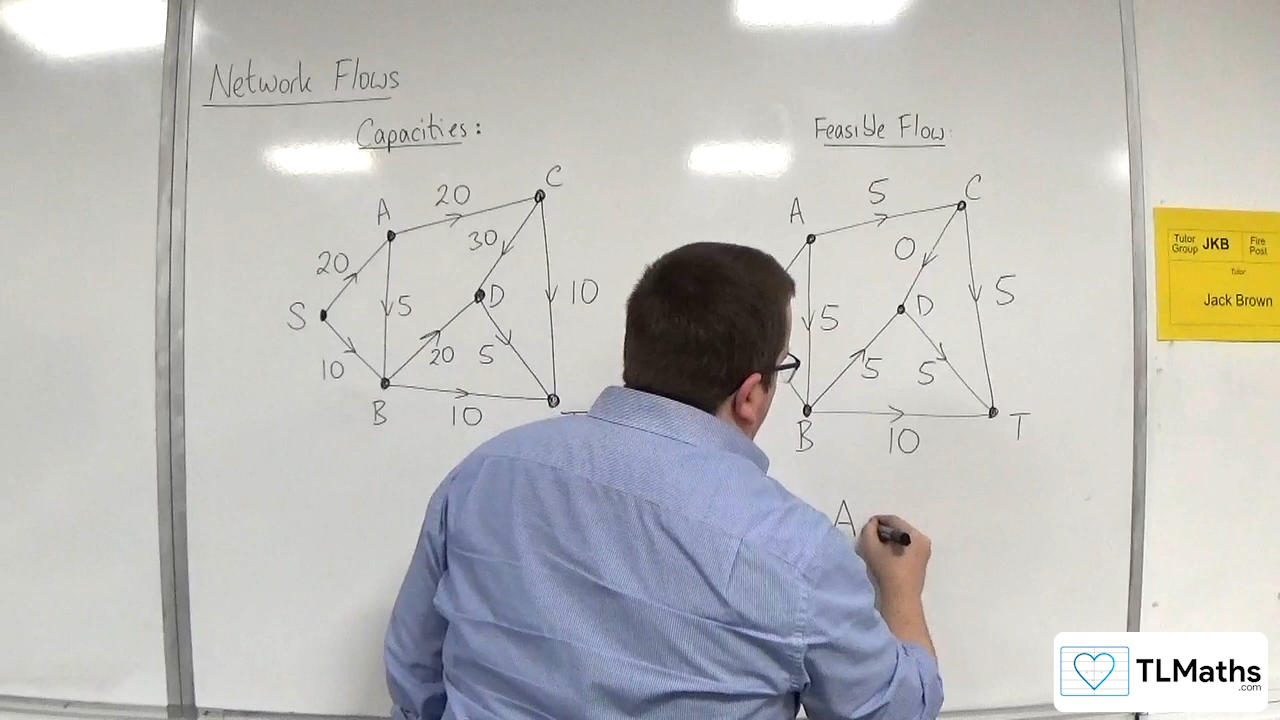 Network Flows
Capacities:
Feasible Flow:
A
20
C
30
20
S
D
5
10
20
5
10
B
10
A
5
C
0
D
5
5
5
5
B
10
T
A
Tutor Group
JKB
Fire Post
Tutor
Jack Brown
TLMaths
.com